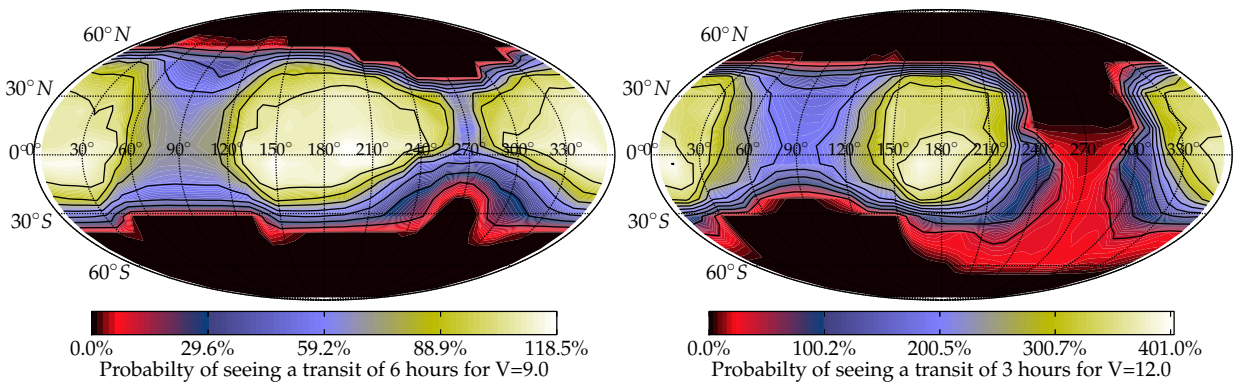 60°N
30°N
0° 0° 30° 60° 90° 120° 150° 180° 210° 240° 270° 300° 330°
30°S
60°S
0.0% 29.6% 59.2% 88.9% 118.5%
Probabilty of seeing a transit of 6 hours for V=9.0
60°N
30°N
0° 0° 30° 60° 90° 120° 150° 180° 210° 240° 270° 300° 330°
30°S
60°S
0.0% 100.2% 200.5% 300.7% 401.0%
Probabilty of seeing a transit of 3 hours for V=12.0